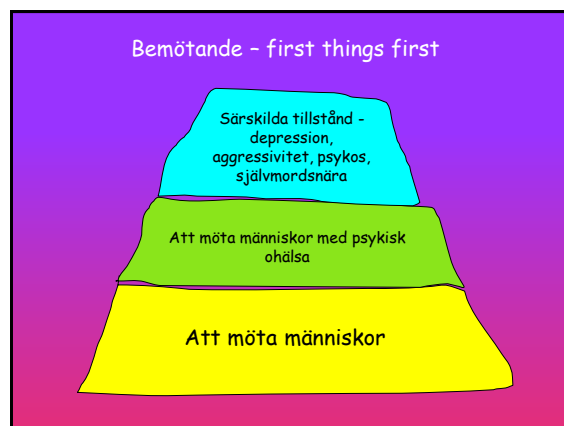 Bemötande – first things first
Särskilda tillstånd -
depression,
aggressivitet, psykos,
självmordsnära
Att möta människor med psykisk
ohälsa
Att möta människor